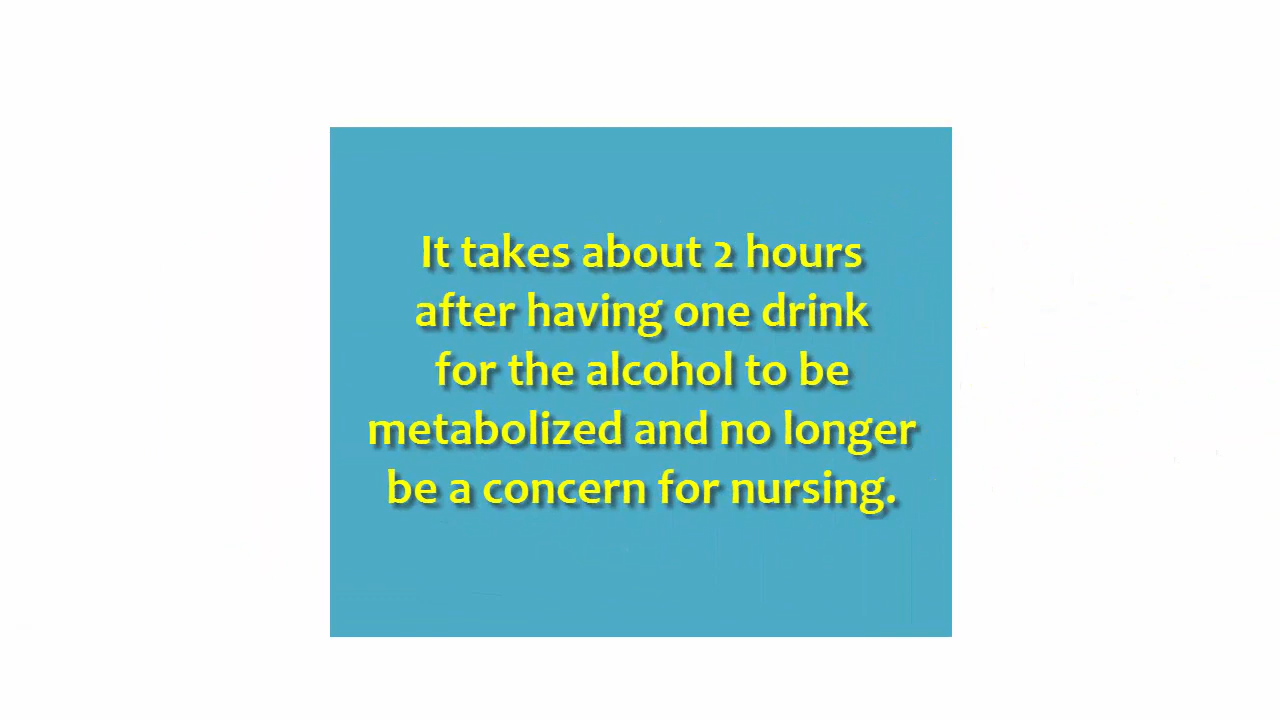 It takes about 2 hours
after having one drink
for the alcohol to be
metabolized and no longer
be a concern for nursing.